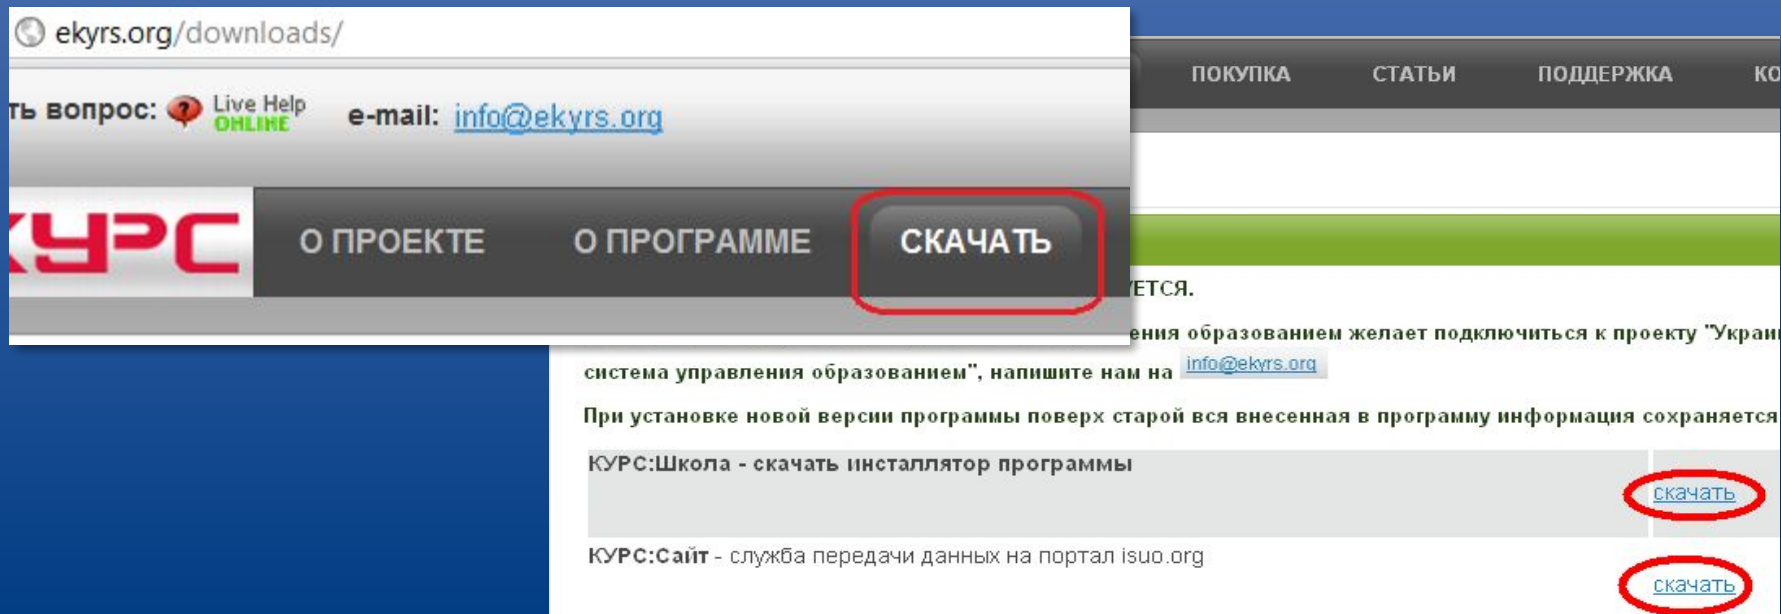 ekyrs.org/downloads/
ть вопрос: Live Help ONLINE e-mail: info@ekyrs.org
КУРС О ПРОЕКТЕ О ПРОГРАММЕ СКАЧАТЬ
ПОКУПКА СТАТЬИ ПОДДЕРЖКА КО
УЕТСЯ.
ения образованием желает подключиться к проекту "Украи
система управления образованием", напишите нам на info@ekyrs.org
При установке новой версии программы поверх старой вся внесенная в программу информация сохраняется
КУРС:Школа - скачать инсталлятор программы
скачать
КУРС:Сайт - служба передачи данных на портал isuo.org
скачать